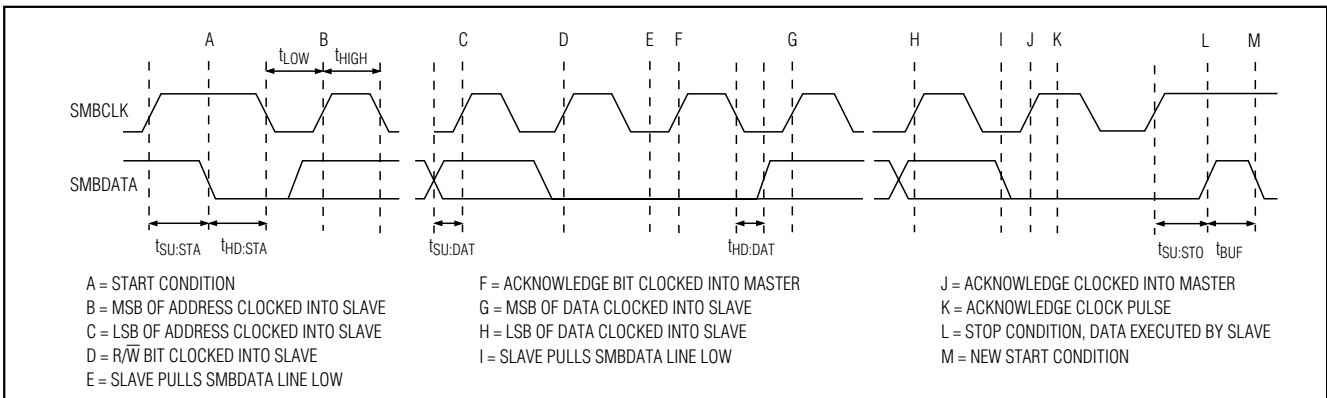 A B C D E F G H I J K L M
tLOW tHIGH
SMBCLK
SMBDATA
tSU:STA tHD:STA tSU:DAT tHD:DAT tSU:STO tBUF
A = START CONDITION
B = MSB OF ADDRESS CLOCKED INTO SLAVE
C = LSB OF ADDRESS CLOCKED INTO SLAVE
D = R/W̅ BIT CLOCKED INTO SLAVE
E = SLAVE PULLS SMBDATA LINE LOW
F = ACKNOWLEDGE BIT CLOCKED INTO MASTER
G = MSB OF DATA CLOCKED INTO SLAVE
H = LSB OF DATA CLOCKED INTO SLAVE
I = SLAVE PULLS SMBDATA LINE LOW
J = ACKNOWLEDGE CLOCKED INTO MASTER
K = ACKNOWLEDGE CLOCK PULSE
L = STOP CONDITION, DATA EXECUTED BY SLAVE
M = NEW START CONDITION